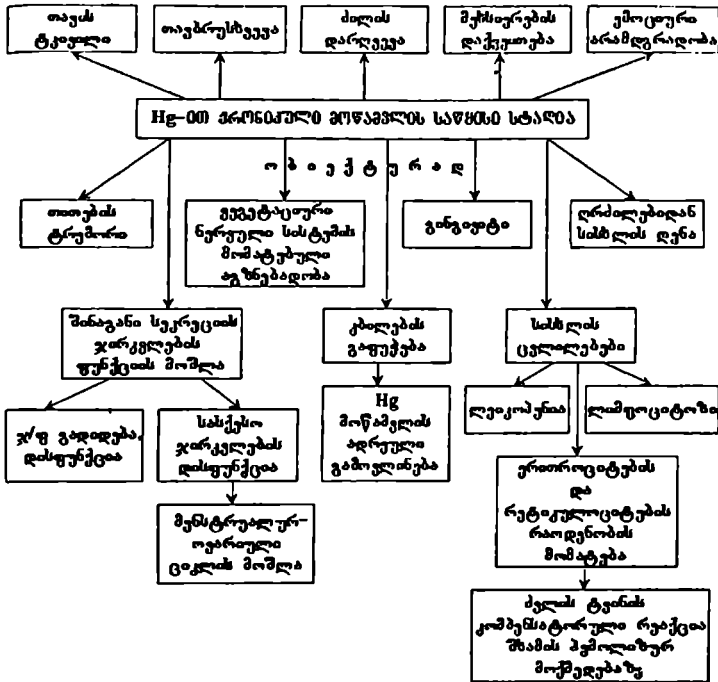 თავის
ტკივილი
თავბრუსხვევა
ძილის
დარღვევა
მეხსიერების
დაქვეითება
ემოციური
არამდგრადობა
Hg-ით ქრონიკული მოწამვლის საწყისი სტადია
ობიექტურად
თითების
ტრემორი
ვეგეტაციური
ნერვული სისტემის
მომატებული
აგზნებადობა
გინგივიტი
ღრძილებიდან
სისხლის დენა
შინაგანი სეკრეციის
ჯირკვლების
ფუნქციის მოშლა
კბილების
გაფუჭება
სისხლის
ცვლილებები
ჯ/ფ გადიდება,
დისფუნქცია
სასქესო
ჯირკვლების
დისფუნქცია
Hg
მოწამვლის
ადრეული
გამოვლინება
ლეიკოპენია
ლიმფოციტოზი
მენსტრუალურ-
ოვარიული
ციკლის მოშლა
ერითროციტების
და
რეტიკულოციტების
რაოდენობის
მომატება
ძვლის ტვინის
კომპენსატორული რეაქცია
შხამის ჰემოლიზურ
მოქმედებაზე